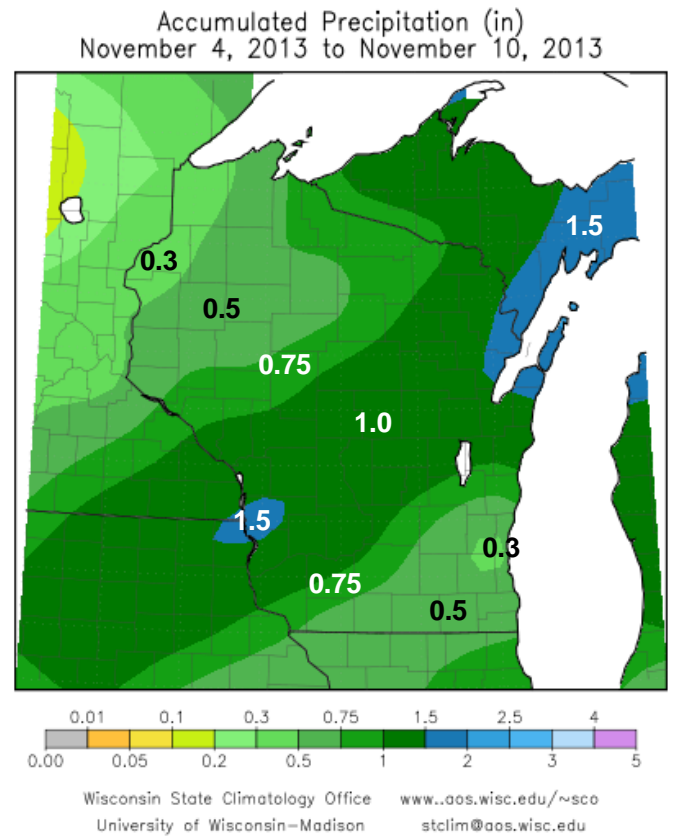 Accumulated Precipitation (in)
November 4, 2013 to November 10, 2013
1.5
0.3
0.5
0.75
1.0
1.5
0.3
0.75
0.5
0.01 0.1 0.3 0.75 1.5 2.5 4
0.00 0.05 0.2 0.5 1 2 3 5
Wisconsin State Climatology Office www..aos.wisc.edu/~sco
University of Wisconsin-Madison stclim@aos.wisc.edu